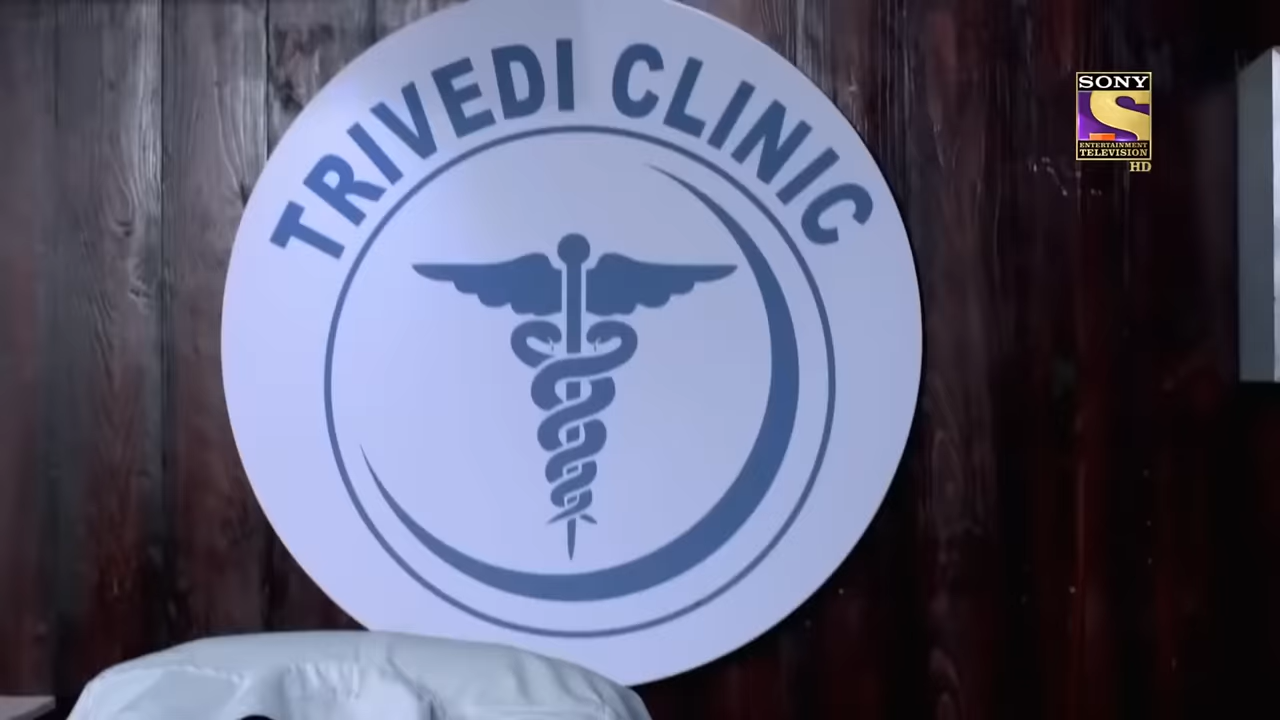 TRIVEDI CLINIC
SONY
ENTERTAINMENT
TELEVISION
HD